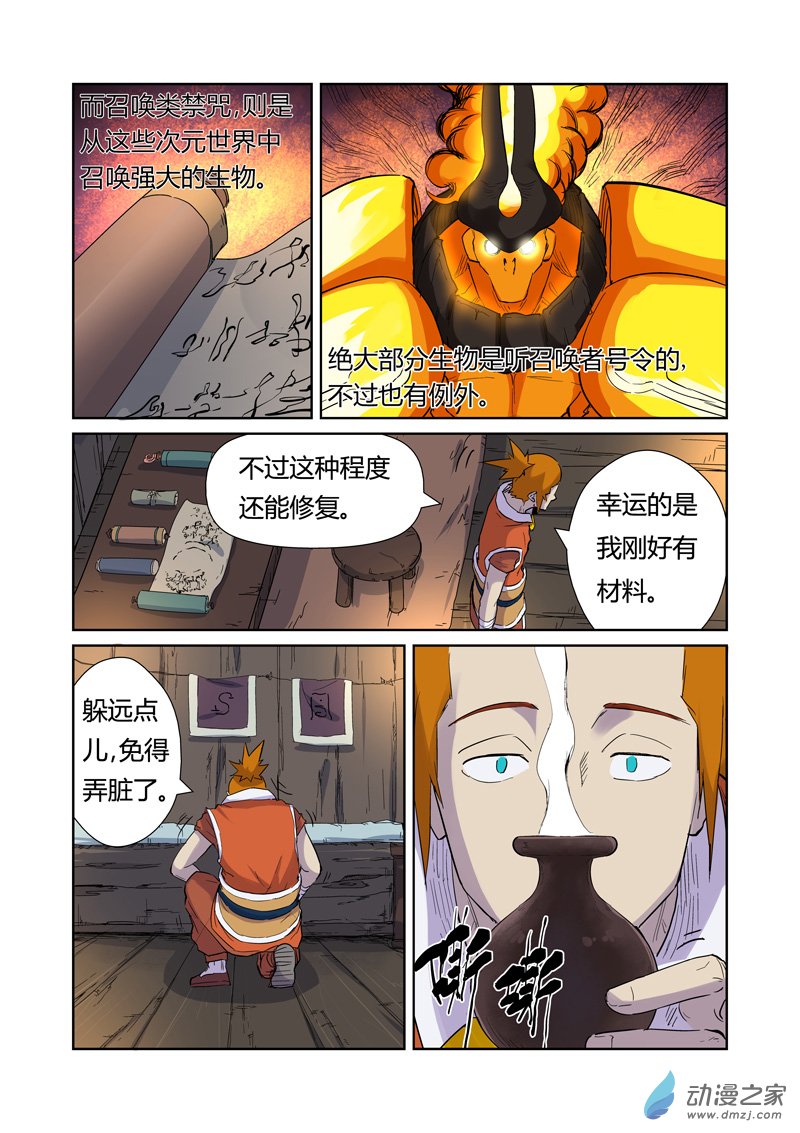 而召唤类禁咒,则是
从这些次元世界中
召唤强大的生物。
绝大部分生物是听召唤者号令的,
不过也有例外。
不过这种程度
还能修复。
幸运的是
我刚好有
材料。
躲远点
儿,免得
弄脏了。
嘶
嘶
动漫之家
www.dmzj.com